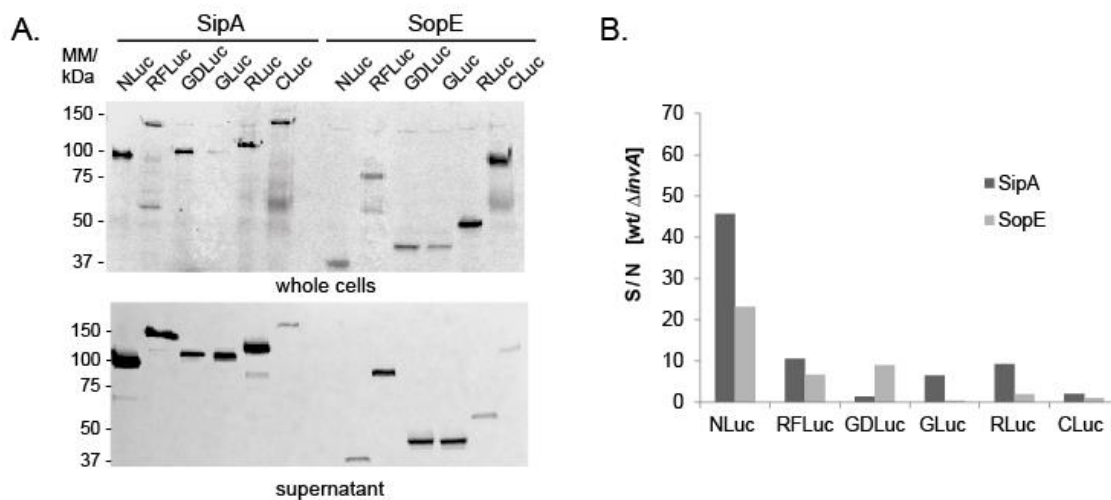 A.
SipA
SopE
MM/
kDa
NLuc
RFLuc
GDLuc
GLuc
RLuc
CLuc
NLuc
RFLuc
GDLuc
GLuc
RLuc
CLuc
150 -
100 -
75 -
50 -
37 -
whole cells
150 -
100 -
75 -
50 -
37 -
supernatant
B.
S/N [wt/ΔinvA]
70
60
50
40
30
20
10
0
SipA
SopE
NLuc RFLuc GDLuc GLuc RLuc CLuc